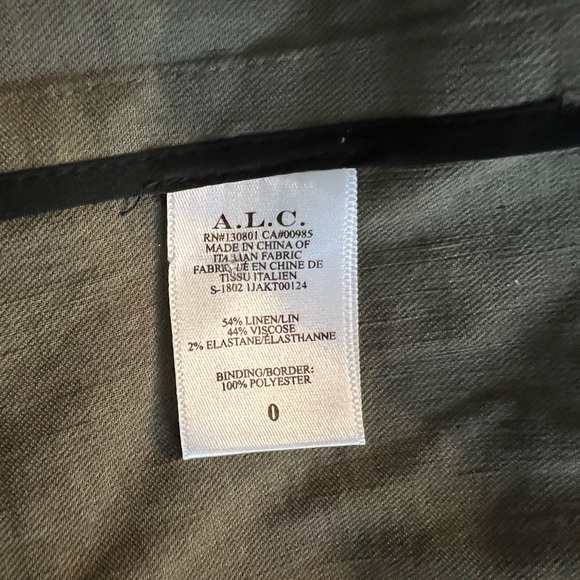 A.L.C.
RN#130801 CA#00985
MADE IN CHINA OF
ITALIAN FABRIC
FABRIQUÉ EN CHINE DE
TISSU ITALIEN
S-1802 1JAKT00124
54% LINEN/LIN
44% VISCOSE
2% ELASTANE/ÉLASTHANNE
BINDING/BORDER:
100% POLYESTER
0